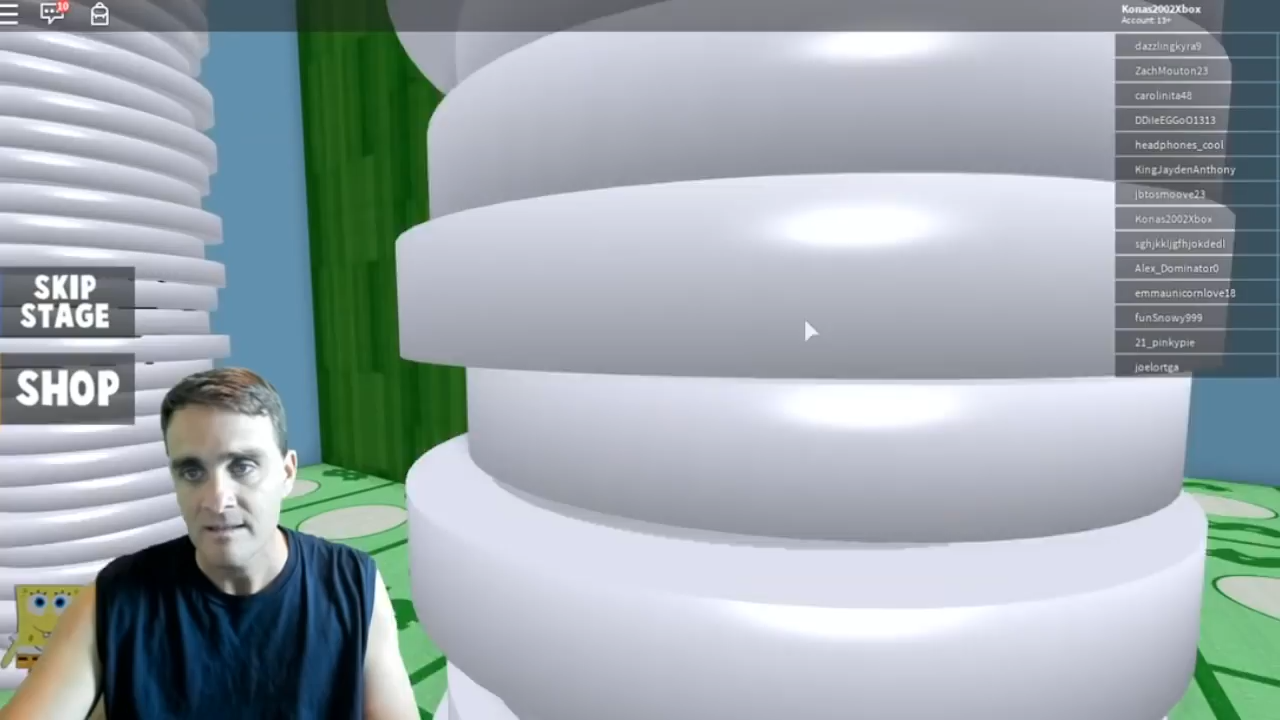 10
Konas2002Xbox
Account: 13+
dazzlingkyra9
ZachMouton23
carolinita48
DDileEGGoO1313
headphones_cool
KingJaydenAnthony
jbtosmoove23
Konas2002Xbox
sghjkkljgfhjokdedl
Alex_Dominator0
emmaunicornlove18
fun5nowy999
21_pinkypie
joelortga
SKIP
STAGE
SHOP